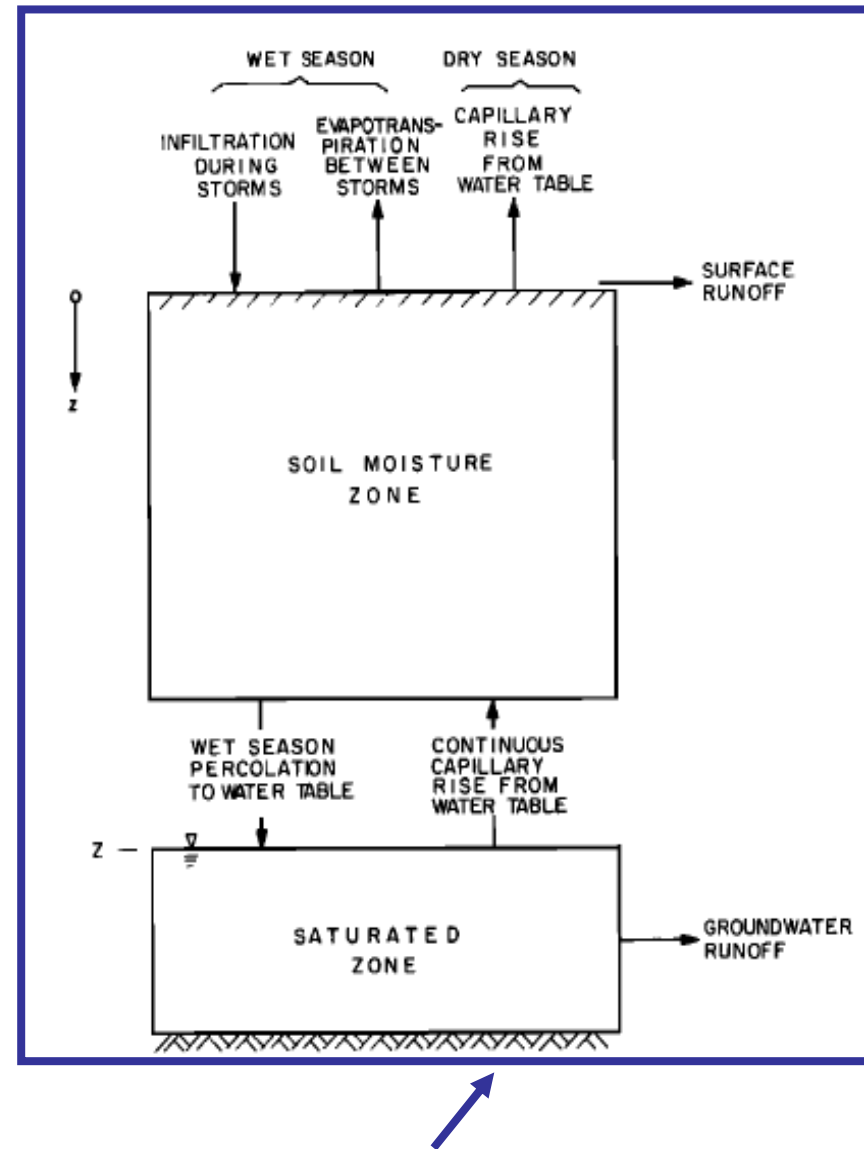 WET SEASON
DRY SEASON
INFILTRATION
DURING
STORMS
EVAPOTRANS-
PIRATION
BETWEEN
STORMS
CAPILLARY
RISE
FROM
WATER TABLE
SURFACE
RUNOFF
O
z
SOIL MOISTURE
ZONE
WET SEASON
PERCOLATION
TO WATER TABLE
CONTINUOUS
CAPILLARY
RISE FROM
WATER TABLE
Z
SATURATED
ZONE
GROUNDWATER
RUNOFF